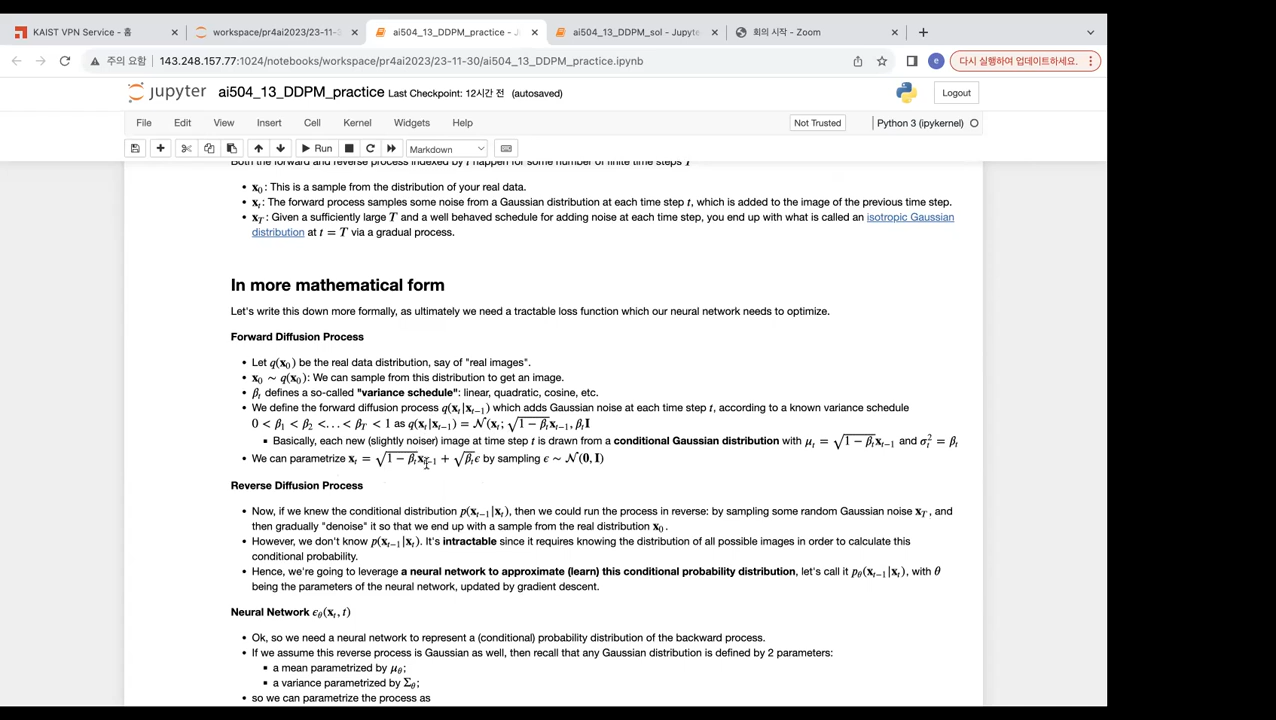 KAIST VPN Service - 홈
workspace/pr4ai2023/23-11-30/
ai504_13_DDPM_practice - J
ai504_13_DDPM_sol - Jupyte
회의 시작 - Zoom
주의 요함 143.248.157.77:1024/notebooks/workspace/pr4ai2023/23-11-30/ai504_13_DDPM_practice.ipynb
e
다시 실행하여 업데이트하세요.
jupyter ai504_13_DDPM_practice Last Checkpoint: 12시간 전 (autosaved)
Logout
File Edit View Insert Cell Kernel Widgets Help
Not Trusted
Python 3 (ipykernel)
Run
Markdown
Both the forward and reverse process indexed by t happen for some number of finite time steps T
• x₀: This is a sample from the distribution of your real data.
• xₜ: The forward process samples some noise from a Gaussian distribution at each time step t, which is added to the image of the previous time step.
• x_T: Given a sufficiently large T and a well behaved schedule for adding noise at each time step, you end up with what is called an isotropic Gaussian
distribution at t = T via a gradual process.
In more mathematical form
Let's write this down more formally, as ultimately we need a tractable loss function which our neural network needs to optimize.
Forward Diffusion Process
• Let q(x₀) be the real data distribution, say of "real images".
• x₀ ∼ q(x₀): We can sample from this distribution to get an image.
• βₜ defines a so-called "variance schedule": linear, quadratic, cosine, etc.
• We define the forward diffusion process q(xₜ|xₜ₋₁) which adds Gaussian noise at each time step t, according to a known variance schedule
0 < β₁ < β₂ <. . . < β_T < 1 as q(xₜ|xₜ₋₁) = 𝒩(xₜ; √(1 − βₜ)xₜ₋₁, βₜI
▪ Basically, each new (slightly noiser) image at time step t is drawn from a conditional Gaussian distribution with μₜ = √(1 − βₜ)xₜ₋₁ and σₜ² = βₜ
• We can parametrize xₜ = √(1 − βₜ)xₜ₋₁ + √βₜϵ by sampling ϵ ∼ 𝒩(0, I)
Reverse Diffusion Process
• Now, if we knew the conditional distribution p(xₜ₋₁|xₜ), then we could run the process in reverse: by sampling some random Gaussian noise x_T, and
then gradually "denoise" it so that we end up with a sample from the real distribution x₀.
• However, we don't know p(xₜ₋₁|xₜ). It's intractable since it requires knowing the distribution of all possible images in order to calculate this
conditional probability.
• Hence, we're going to leverage a neural network to approximate (learn) this conditional probability distribution, let's call it p_θ(xₜ₋₁|xₜ), with θ
being the parameters of the neural network, updated by gradient descent.
Neural Network ϵ_θ(xₜ, t)
• Ok, so we need a neural network to represent a (conditional) probability distribution of the backward process.
• If we assume this reverse process is Gaussian as well, then recall that any Gaussian distribution is defined by 2 parameters:
▪ a mean parametrized by μ_θ;
▪ a variance parametrized by Σ_θ;
• so we can parametrize the process as